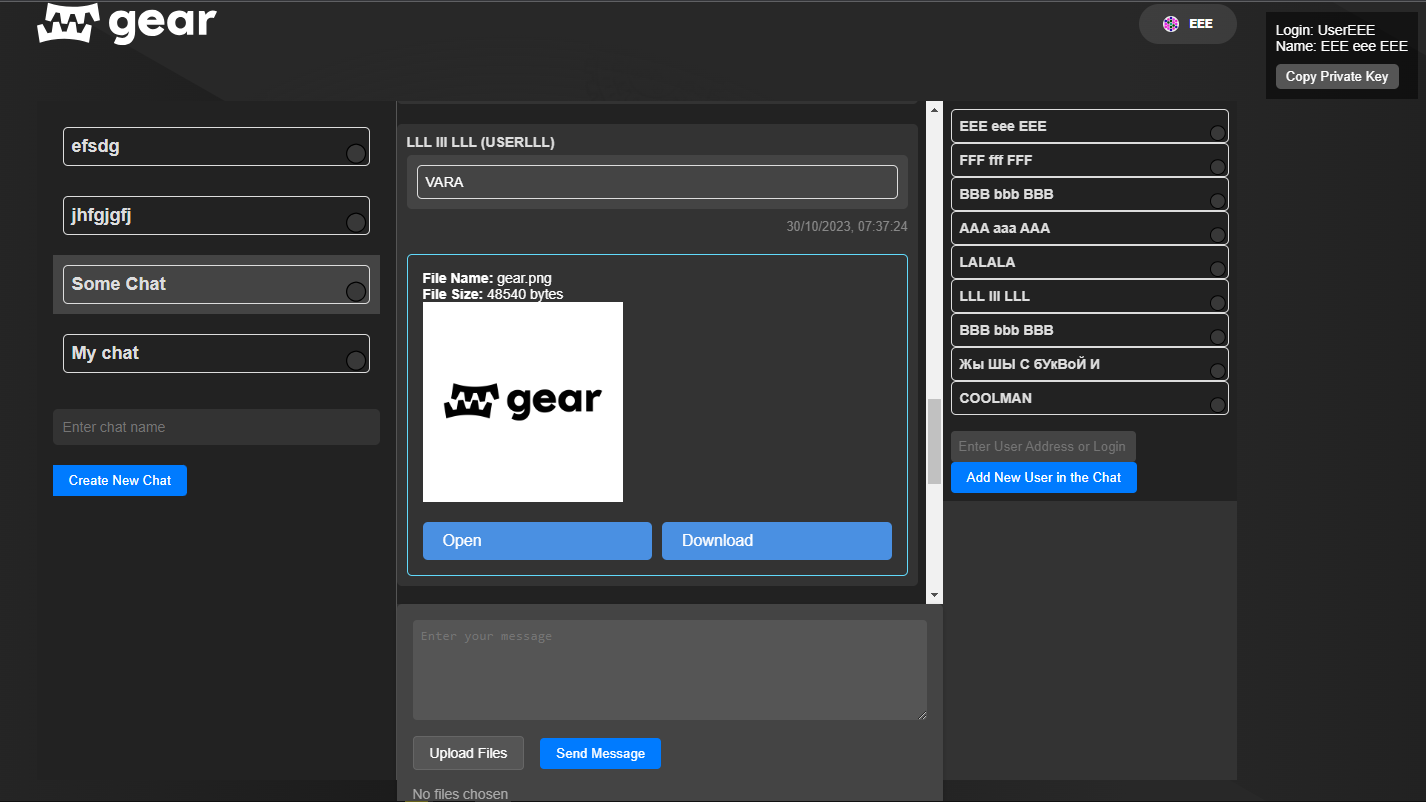 gear
EEE
Login: UserEEE
Name: EEE eee EEE
Copy Private Key
efsdg
jhfgjgfj
Some Chat
My chat
Enter chat name
Create New Chat
LLL lll LLL (USERLLL)
VARA
30/10/2023, 07:37:24
File Name: gear.png
File Size: 48540 bytes
gear
Open
Download
Enter your message
Upload Files
Send Message
No files chosen
EEE eee EEE
FFF fff FFF
BBB bbb BBB
AAA aaa AAA
LALALA
LLL lll LLL
BBB bbb BBB
Жы ШЫ С бУкВоЙ И
COOLMAN
Enter User Address or Login
Add New User in the Chat